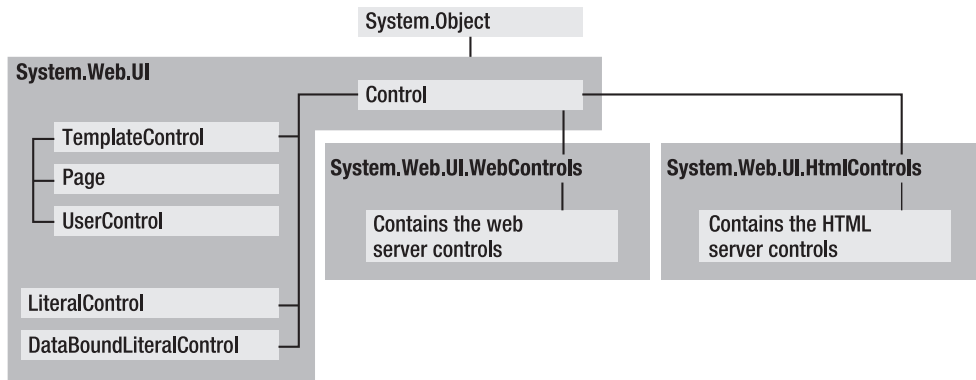 System.Object
System.Web.UI
Control
TemplateControl
Page
UserControl
LiteralControl
DataBoundLiteralControl
System.Web.UI.WebControls
Contains the web
server controls
System.Web.UI.HtmlControls
Contains the HTML
server controls